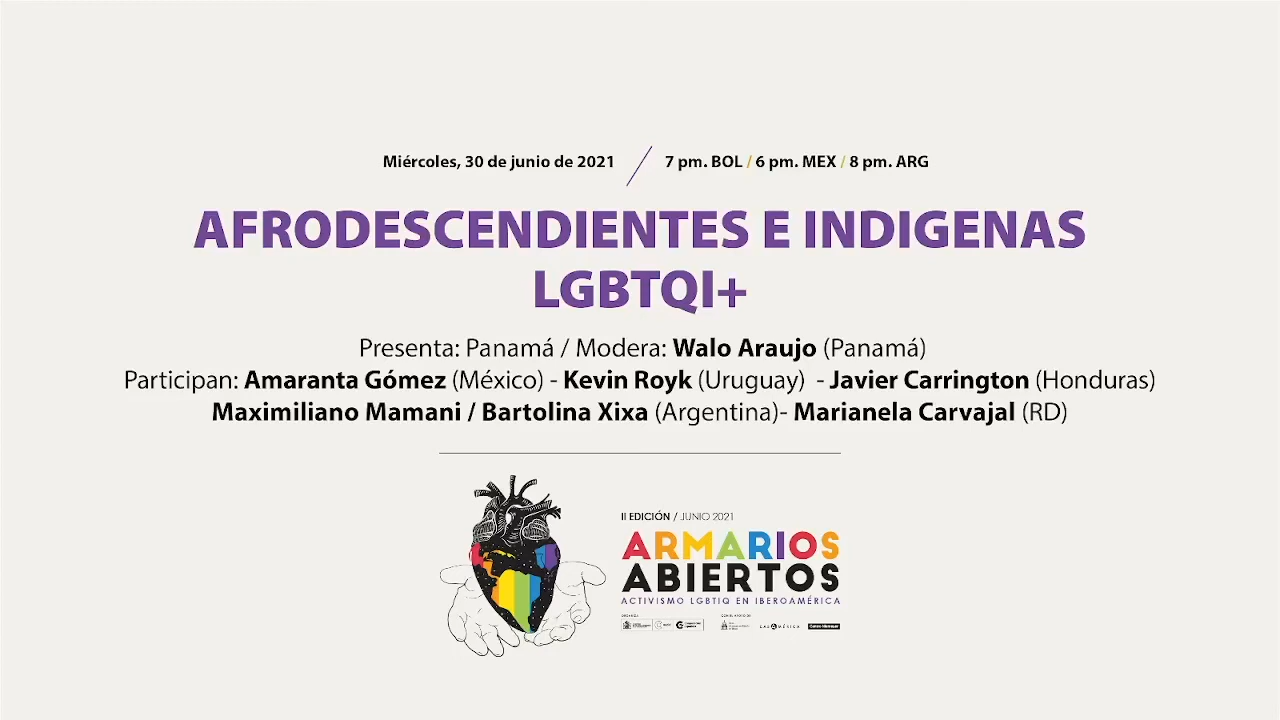 Miércoles, 30 de junio de 2021 / 7 pm. BOL / 6 pm. MEX / 8 pm. ARG
AFRODESCENDIENTES E INDIGENAS
LGBTQI+
Presenta: Panamá / Modera: Walo Araujo (Panamá)
Participan: Amaranta Gómez (México) - Kevin Royk (Uruguay)  - Javier Carrington (Honduras)
Maximiliano Mamani / Bartolina Xixa (Argentina)- Marianela Carvajal (RD)
II EDICIÓN / JUNIO 2021
ARMARIOS
ABIERTOS
ACTIVISMO LGBTIQ EN IBEROAMÉRICA